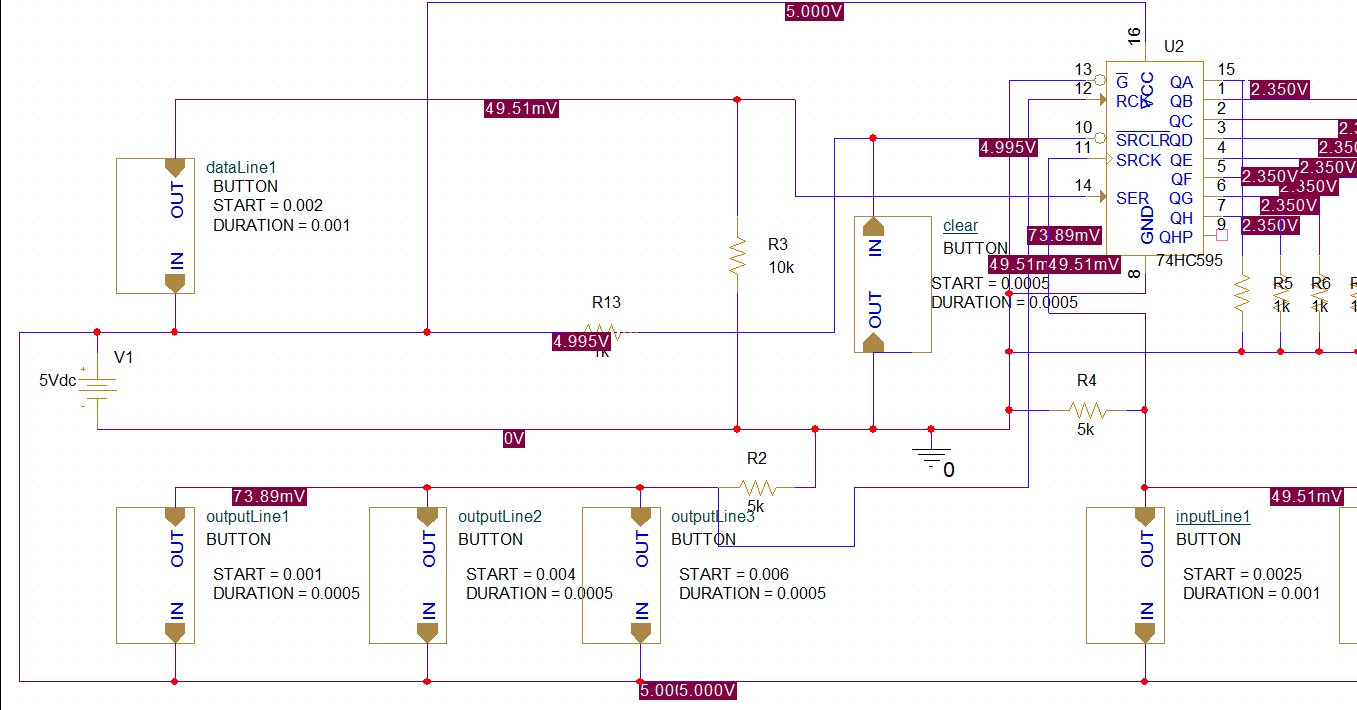 5.000V
16
U2
13
G
VCC
QA
15
2.350V
12
RCK
QB
1
49.51mV
QC
2
10
SRCLR
QD
3
4.995V
11
SRCK
QE
4
2.350V
QF
5
2.350V
2.350V
14
SER
QG
6
2.350V
QH
7
2.350V
GND
QHP
9
73.89mV
74HC595
8
49.51m
49.51mV
dataLine1
BUTTON
START = 0.002
DURATION = 0.001
OUT
IN
clear
BUTTON
START = 0.0005
DURATION = 0.0005
IN
OUT
R3
10k
R5
1k
R6
1k
R13
1k
4.995V
V1
5Vdc
R4
5k
0V
0
R2
5k
73.89mV
49.51mV
outputLine1
BUTTON
START = 0.001
DURATION = 0.0005
OUT
IN
outputLine2
BUTTON
START = 0.004
DURATION = 0.0005
OUT
IN
outputLine3
BUTTON
START = 0.006
DURATION = 0.0005
OUT
IN
inputLine1
BUTTON
START = 0.0025
DURATION = 0.001
OUT
IN
5.00
5.000V